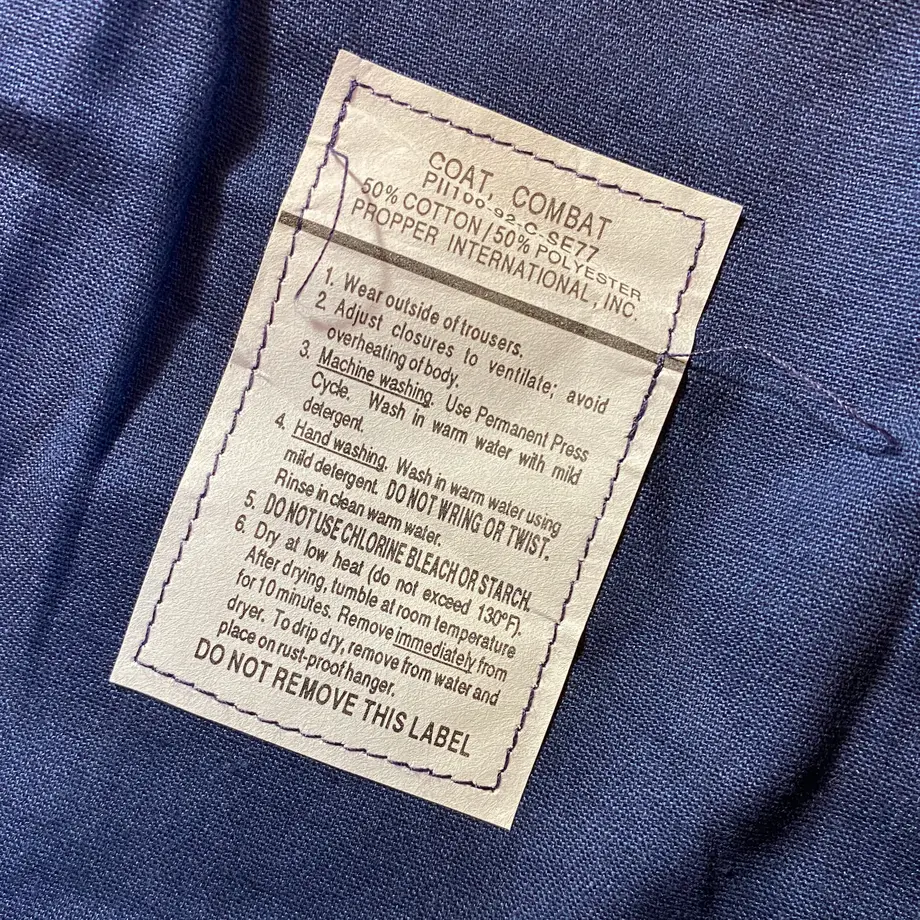 COAT, COMBAT
PII100-92-C-SE77
50% COTTON/50% POLYESTER
PROPPER INTERNATIONAL, INC.
1. Wear outside of trousers.
2 Adjust closures to ventilate; avoid
overheating of body.
3. Machine washing. Use Permanent Press
Cycle. Wash in warm water with mild
detergent.
4. Hand washing. Wash in warm water using
mild detergent. DO NOT WRING OR TWIST.
Rinse in clean warm water.
5. DO NOT USE CHLORINE BLEACH OR STARCH.
6. Dry at low heat (do not exceed 130°F).
After drying, tumble at room temperature
for 10 minutes. Remove immediately from
dryer. To drip dry, remove from water and
place on rust-proof hanger.
DO NOT REMOVE THIS LABEL